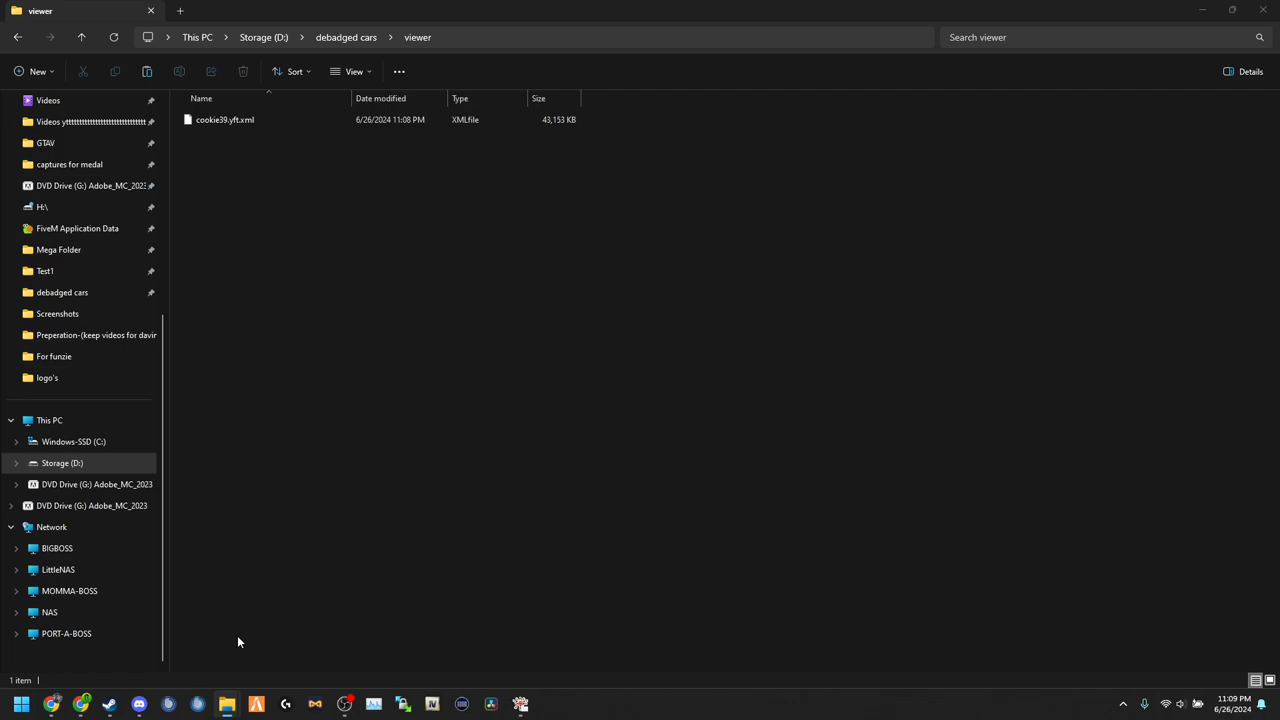 viewer
This PC > Storage (D:) > debadged cars > viewer
Search viewer
New
Sort
View
Details
Name
Date modified
Type
Size
cookie39.yft.xml
6/26/2024 11:08 PM
XMLfile
43,153 KB
Videos
Videos ytttttttttttttttttttttttttttttt
GTAV
captures for medal
DVD Drive (G:) Adobe_MC_2023
H:\
FiveM Application Data
Mega Folder
Test1
debadged cars
Screenshots
Preperation-(keep videos for davin
For funzie
logo's
This PC
Windows-SSD (C:)
Storage (D:)
DVD Drive (G:) Adobe_MC_2023
DVD Drive (G:) Adobe_MC_2023
Network
BIGBOSS
LittleNAS
MOMMA-BOSS
NAS
PORT-A-BOSS
1 item
11:09 PM
6/26/2024